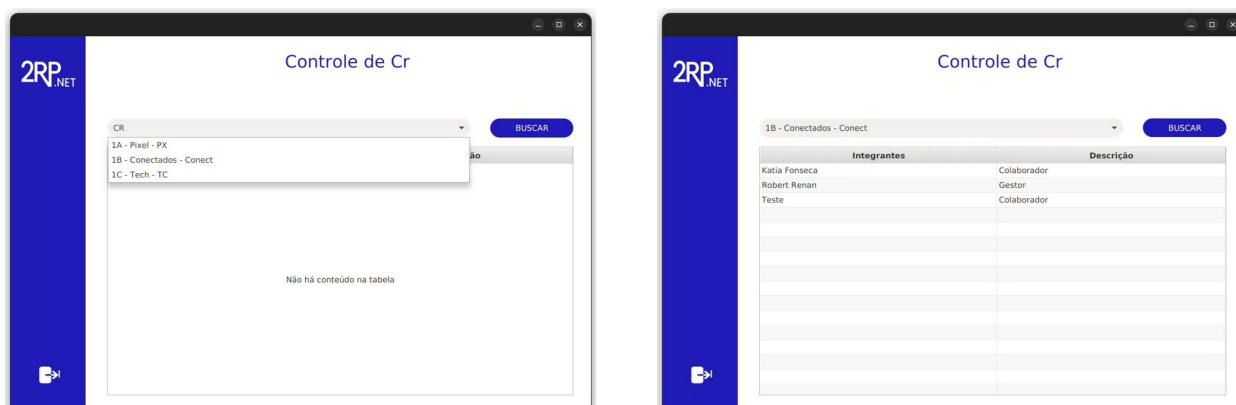 2RP.NET
Controle de Cr
CR
BUSCAR
1A - Pixel - PX
1B - Conectados - Conect
1C - Tech - TC
ão
Não há conteúdo na tabela
2RP.NET
Controle de Cr
1B - Conectados - Conect
BUSCAR
Integrantes Descrição
Katia Fonseca Colaborador
Robert Renan Gestor
Teste Colaborador